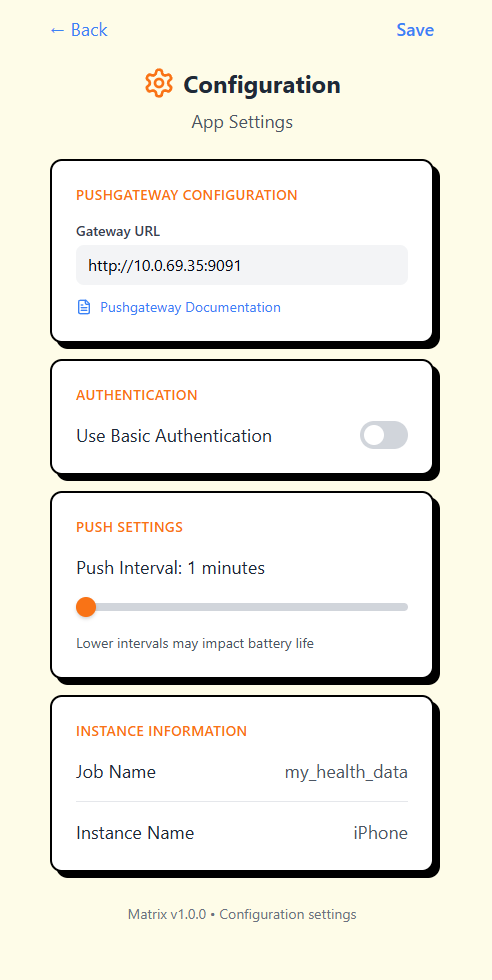 ← Back
Save
Configuration
App Settings
PUSHGATEWAY CONFIGURATION
Gateway URL
http://10.0.69.35:9091
Pushgateway Documentation
AUTHENTICATION
Use Basic Authentication
PUSH SETTINGS
Push Interval: 1 minutes
Lower intervals may impact battery life
INSTANCE INFORMATION
Job Name
my_health_data
Instance Name
iPhone
Matrix v1.0.0 • Configuration settings